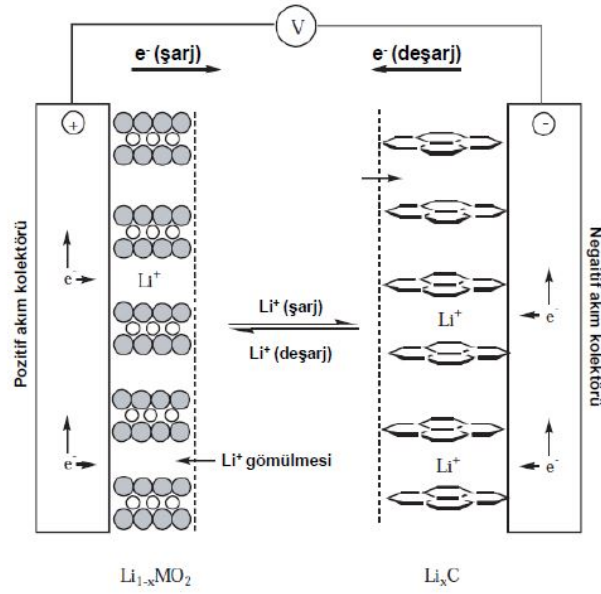 V
e⁻ (şarj)
e⁻ (deşarj)
+
-
Pozitif akım kolektörü
Negaitif akım kolektörü
e⁻
Li⁺
Li⁺ (şarj)
Li⁺ (deşarj)
Li⁺
e⁻
e⁻
Li⁺ gömülmesi
Li⁺
e⁻
Li₁₋ₓMO₂
LiₓC